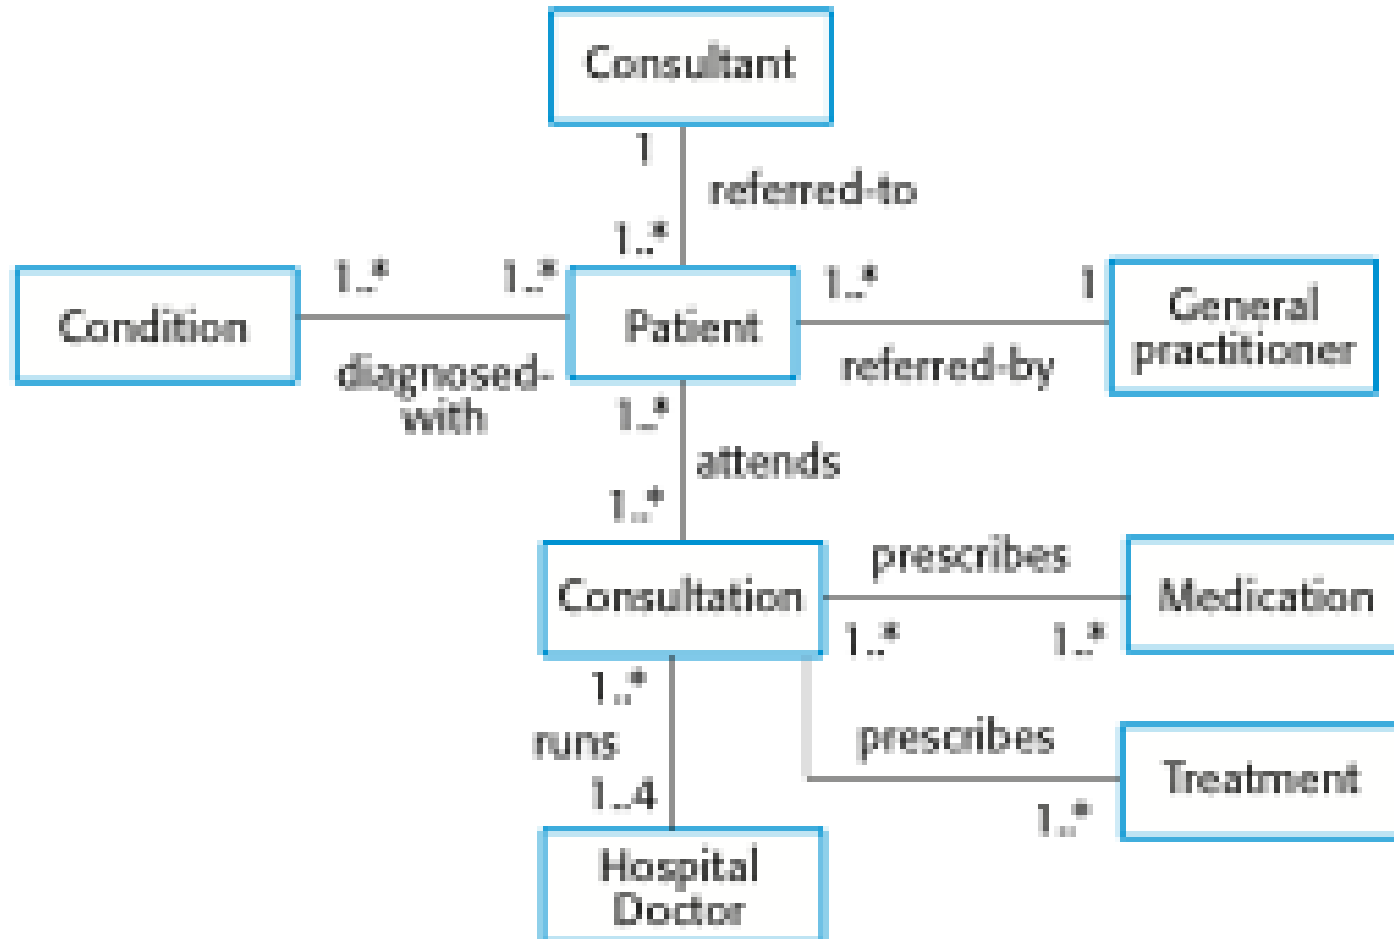 Consultant
1
referred-to
1..*
1..*
1..*
1..*
1
Condition
Patient
General
practitioner
diagnosed-
with
referred-by
1..*
attends
1..*
prescribes
Consultation
Medication
1..*
1..*
1..*
runs
prescribes
1..4
Treatment
1..*
Hospital
Doctor